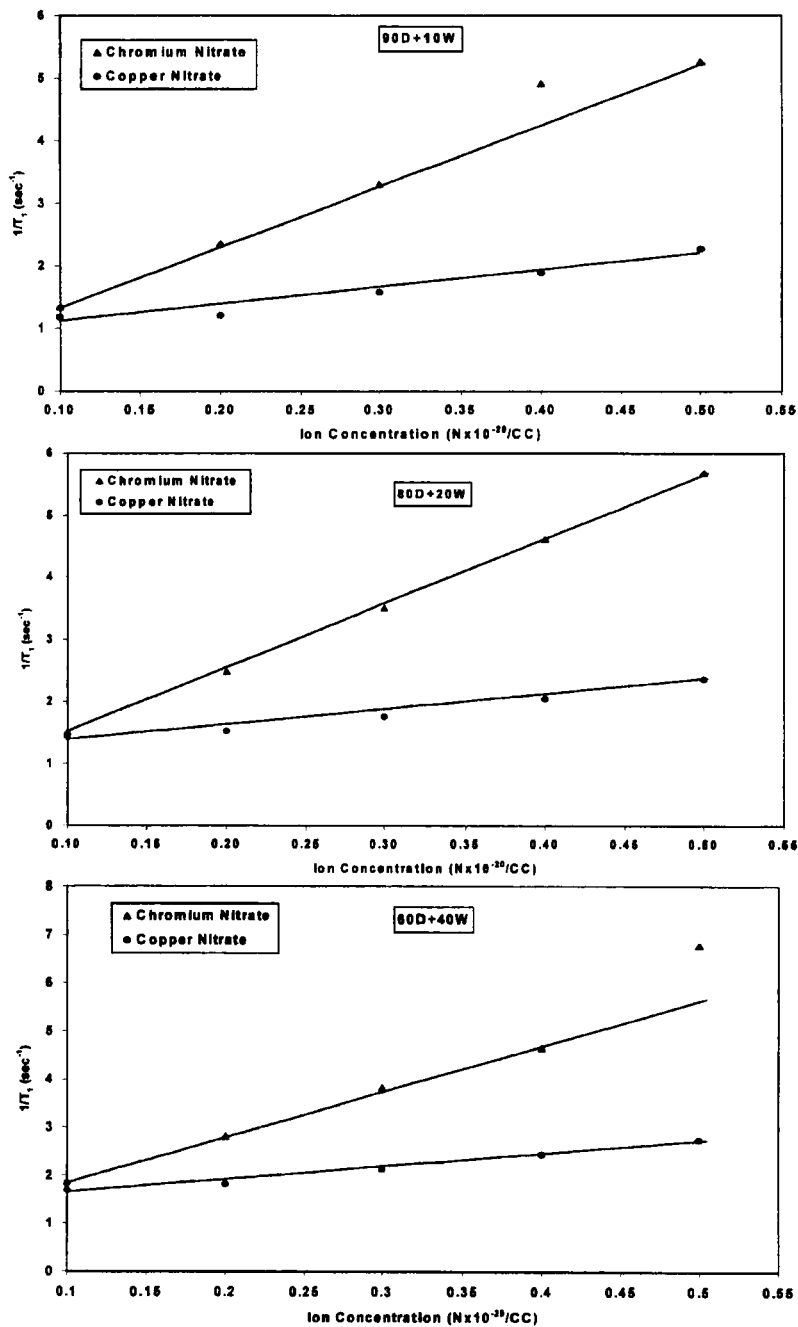 6
5
4
3
2
1
0
1/T1 (sec-1)
▲ Chromium Nitrate
● Copper Nitrate
90D+10W
0.10 0.15 0.20 0.25 0.30 0.35 0.40 0.45 0.50 0.55
Ion Concentration (Nx10-20/CC)
6
5
4
3
2
1
0
1/T1 (sec-1)
▲ Chromium Nitrate
● Copper Nitrate
80D+20W
0.10 0.15 0.20 0.25 0.30 0.35 0.40 0.45 0.50 0.55
Ion Concentration (Nx10-20/CC)
8
7
6
5
4
3
2
1
0
1/T1 (sec-1)
▲ Chromium Nitrate
● Copper Nitrate
60D+40W
0.1 0.15 0.2 0.25 0.3 0.35 0.4 0.45 0.5 0.55
Ion Concentration (Nx10-20/CC)